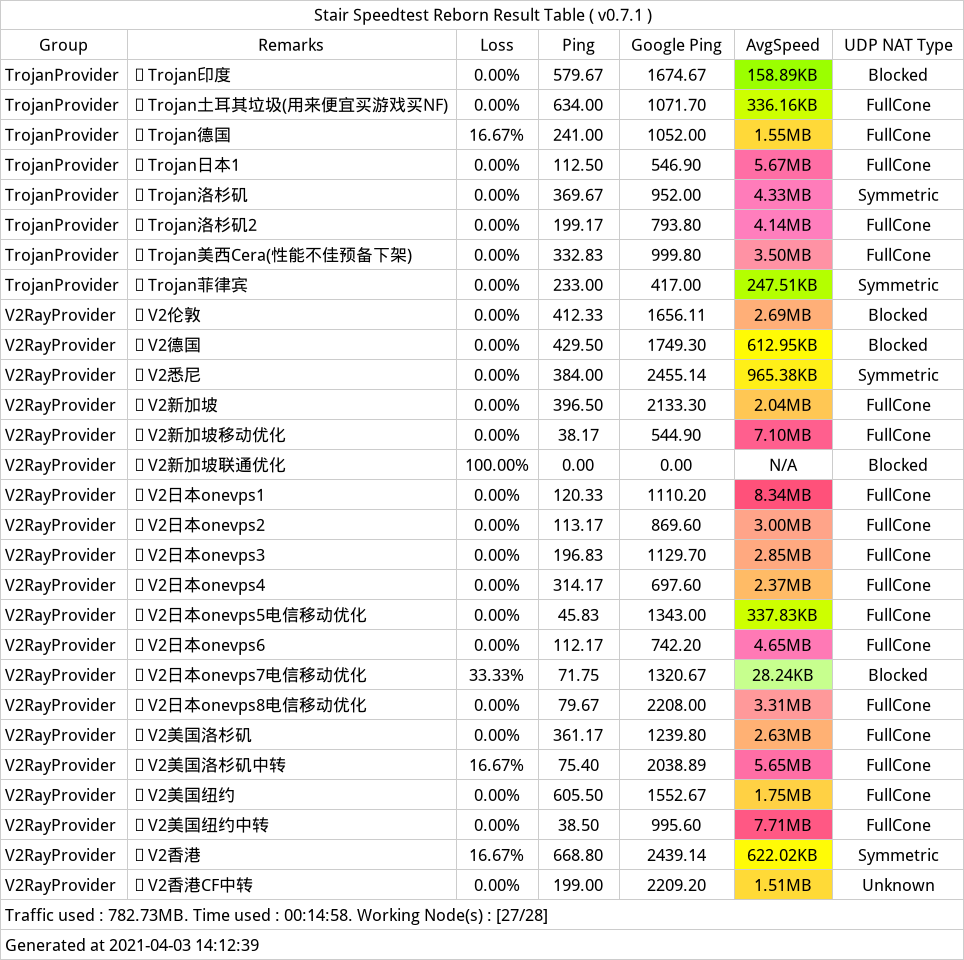 Stair Speedtest Reborn Result Table ( v0.7.1 )
Group Remarks Loss Ping Google Ping AvgSpeed UDP NAT Type
TrojanProvider Trojan印度 0.00% 579.67 1674.67 158.89KB Blocked
TrojanProvider Trojan土耳其垃圾(用来便宜买游戏买NF) 0.00% 634.00 1071.70 336.16KB FullCone
TrojanProvider Trojan德国 16.67% 241.00 1052.00 1.55MB FullCone
TrojanProvider Trojan日本1 0.00% 112.50 546.90 5.67MB FullCone
TrojanProvider Trojan洛杉矶 0.00% 369.67 952.00 4.33MB Symmetric
TrojanProvider Trojan洛杉矶2 0.00% 199.17 793.80 4.14MB FullCone
TrojanProvider Trojan美西Cera(性能不佳预备下架) 0.00% 332.83 999.80 3.50MB FullCone
TrojanProvider Trojan菲律宾 0.00% 233.00 417.00 247.51KB Symmetric
V2RayProvider V2伦敦 0.00% 412.33 1656.11 2.69MB Blocked
V2RayProvider V2德国 0.00% 429.50 1749.30 612.95KB Blocked
V2RayProvider V2悉尼 0.00% 384.00 2455.14 965.38KB Symmetric
V2RayProvider V2新加坡 0.00% 396.50 2133.30 2.04MB FullCone
V2RayProvider V2新加坡移动优化 0.00% 38.17 544.90 7.10MB FullCone
V2RayProvider V2新加坡联通优化 100.00% 0.00 0.00 N/A Blocked
V2RayProvider V2日本onevps1 0.00% 120.33 1110.20 8.34MB FullCone
V2RayProvider V2日本onevps2 0.00% 113.17 869.60 3.00MB FullCone
V2RayProvider V2日本onevps3 0.00% 196.83 1129.70 2.85MB FullCone
V2RayProvider V2日本onevps4 0.00% 314.17 697.60 2.37MB FullCone
V2RayProvider V2日本onevps5电信移动优化 0.00% 45.83 1343.00 337.83KB FullCone
V2RayProvider V2日本onevps6 0.00% 112.17 742.20 4.65MB FullCone
V2RayProvider V2日本onevps7电信移动优化 33.33% 71.75 1320.67 28.24KB Blocked
V2RayProvider V2日本onevps8电信移动优化 0.00% 79.67 2208.00 3.31MB FullCone
V2RayProvider V2美国洛杉矶 0.00% 361.17 1239.80 2.63MB FullCone
V2RayProvider V2美国洛杉矶中转 16.67% 75.40 2038.89 5.65MB FullCone
V2RayProvider V2美国纽约 0.00% 605.50 1552.67 1.75MB FullCone
V2RayProvider V2美国纽约中转 0.00% 38.50 995.60 7.71MB FullCone
V2RayProvider V2香港 16.67% 668.80 2439.14 622.02KB Symmetric
V2RayProvider V2香港CF中转 0.00% 199.00 2209.20 1.51MB Unknown
Traffic used : 782.73MB. Time used : 00:14:58. Working Node(s) : [27/28]
Generated at 2021-04-03 14:12:39